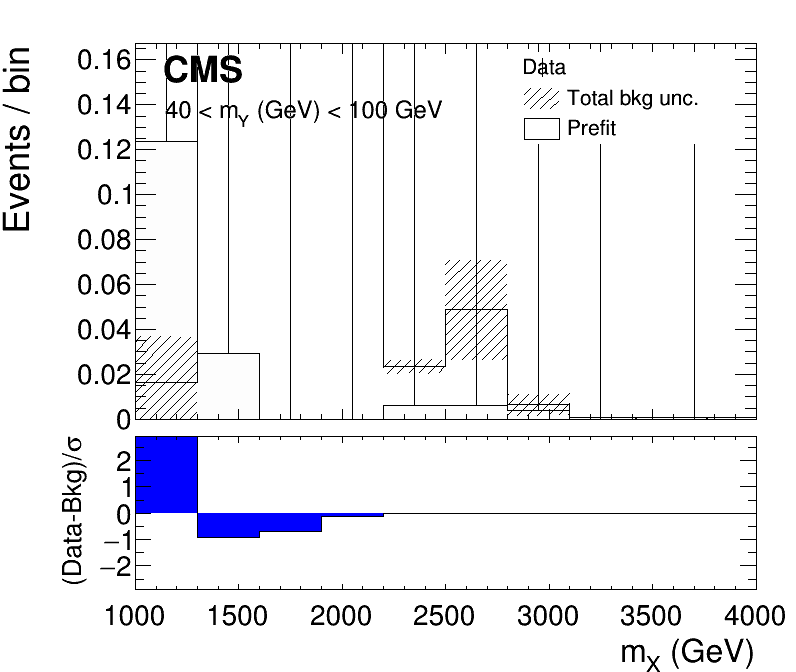 Events / bin
0.16
0.14
0.12
0.1
0.08
0.06
0.04
0.02
0
CMS
40 < mY (GeV) < 100 GeV
Data
Total bkg unc.
Prefit
(Data-Bkg)/σ
2
1
0
−1
−2
1000 1500 2000 2500 3000 3500 4000
mX (GeV)